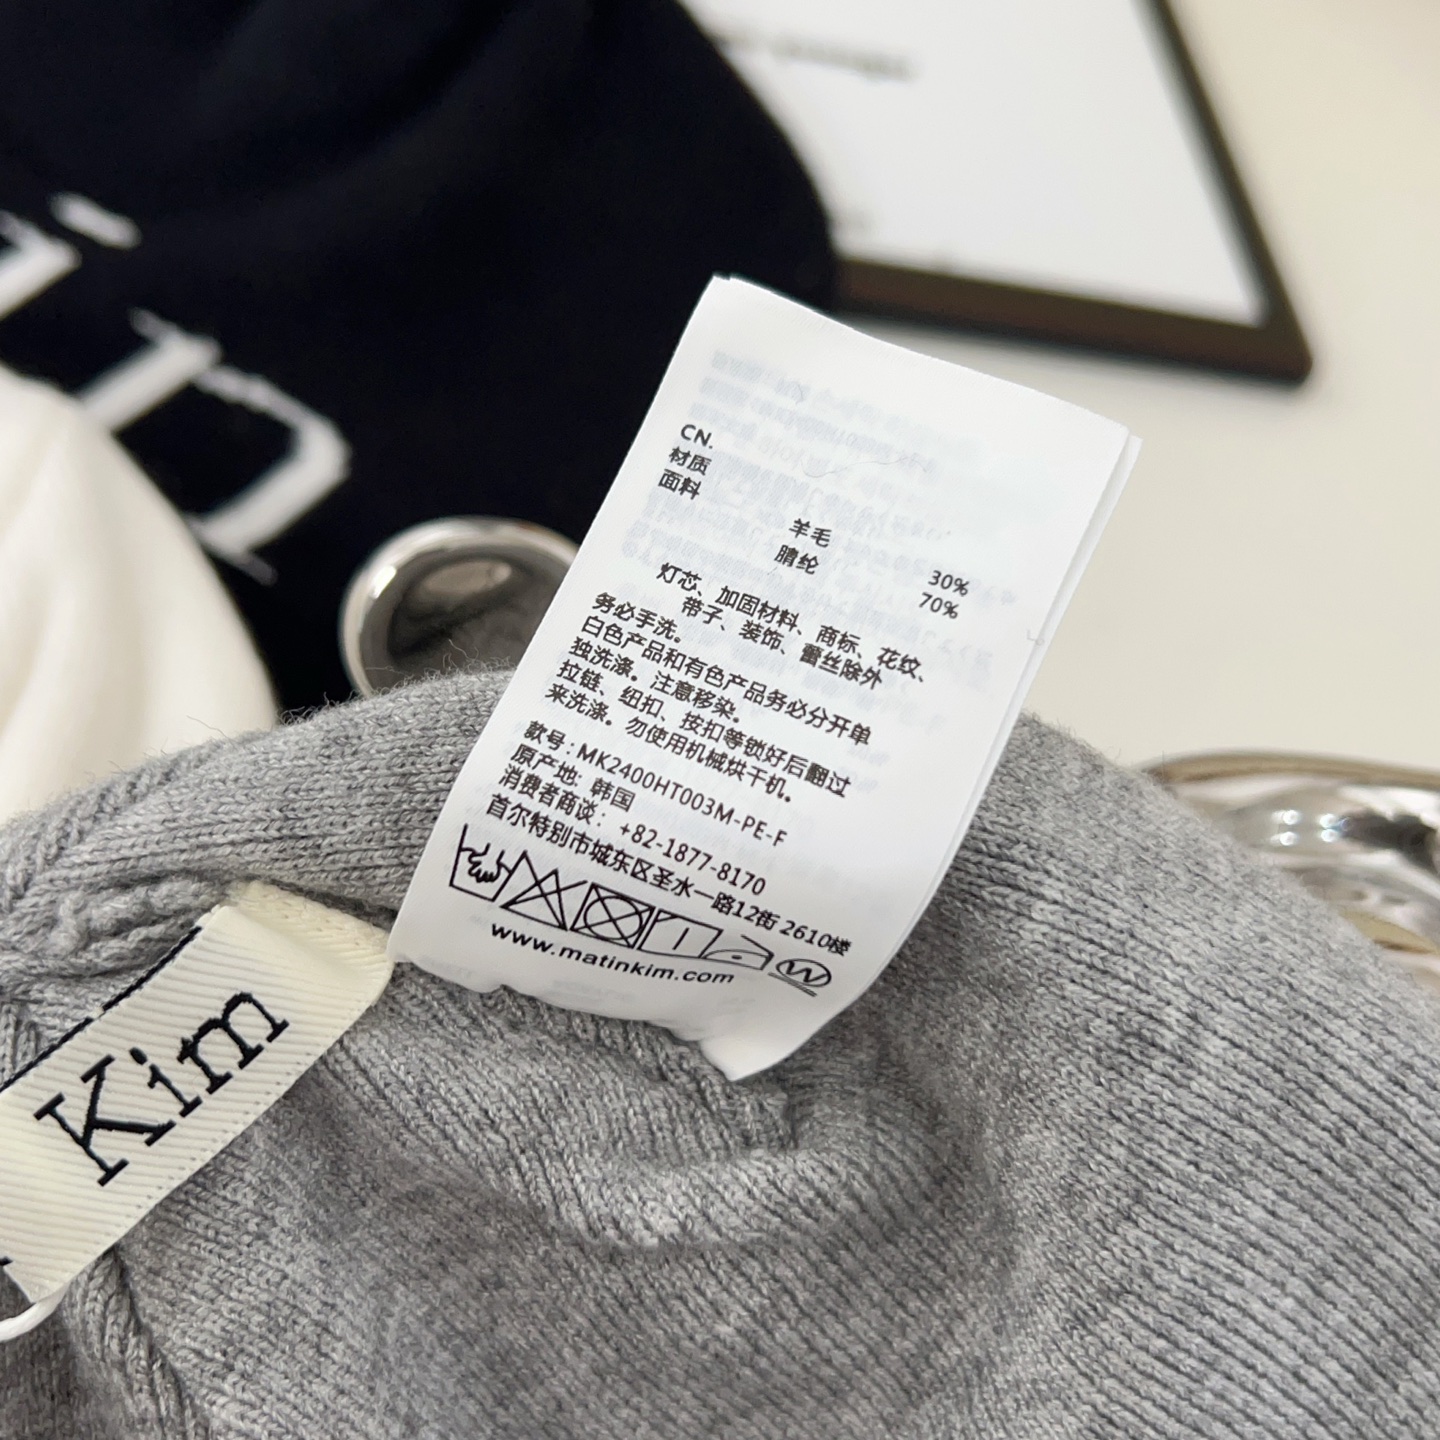 CN.
材质
面料
羊毛 30%
腈纶 70%
灯芯、加固材料、商标、花纹、
带子、装饰、蕾丝除外
务必手洗。
白色产品和有色产品务必分开单
独洗涤。注意移染。
拉链、纽扣、按扣等锁好后翻过
来洗涤。勿使用机械烘干机。
款号:MK2400HT003M-PE-F
原产地: 韩国
消费者商谈: +82-1877-8170
首尔特别市城东区圣水一路12街 2610楼
W
www.matinkim.com
Kim